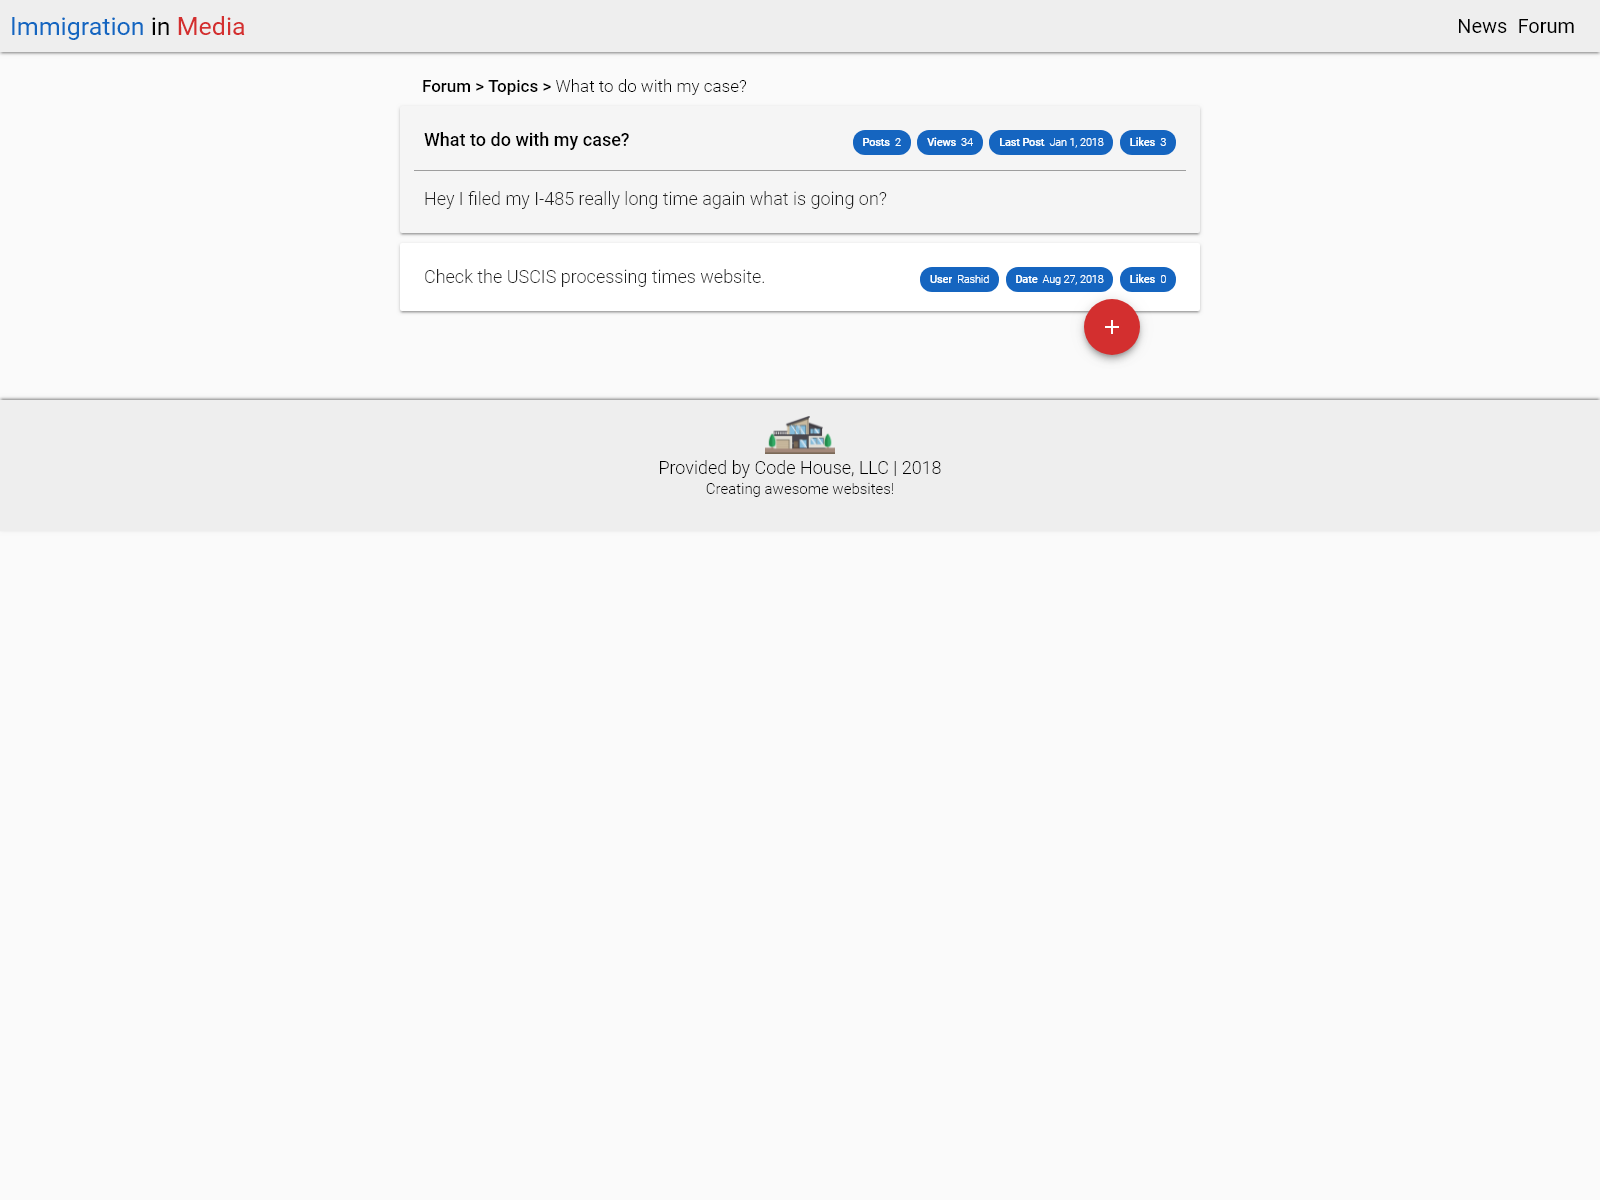 Immigration in Media
News Forum
Forum > Topics > What to do with my case?
What to do with my case?
Posts 2 Views 34 Last Post Jan 1, 2018 Likes 3
Hey I filed my I-485 really long time again what is going on?
Check the USCIS processing times website.
User Rashid Date Aug 27, 2018 Likes 0
+
Provided by Code House, LLC | 2018
Creating awesome websites!